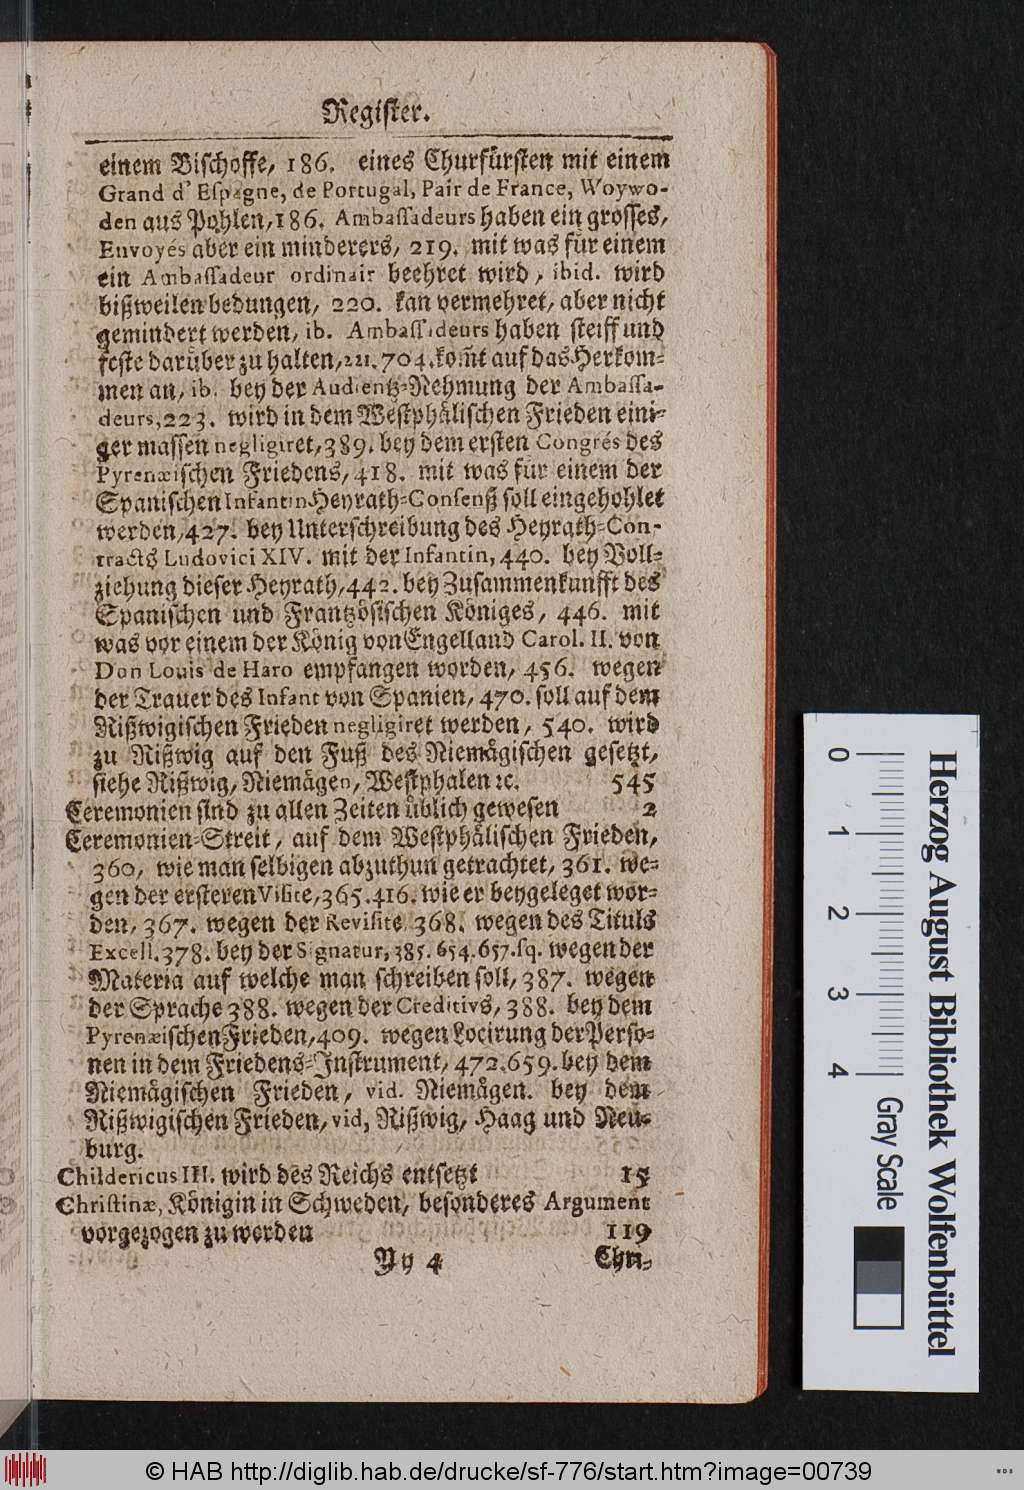 Regiſter.
einem Biſchoffe, 186. eines Churfürſten mit einem
Grand d' Eſpagne, de Portugal, Pair de France, Woywo-
den aus Pohlen, 186. Ambaſſadeurs haben ein groſſes,
Envoyés aber ein minderers, 219. mit was für einem
ein Ambaſſadeur ordinair beehret wird, ibid. wird
bißweilen bedungen, 220. kan vermehret, aber nicht
gemindert werden, ib. Ambaſſadeurs haben ſteiff und
feſte darüber zu halten, 221. 704. kom̃t auf das Herkom-
men an, ib. bey der Audientz-Nehmung der Ambaſſa-
deurs, 223. wird in dem Weſtphäliſchen Frieden eini-
ger maſſen negligiret, 389. bey dem erſten Congrés des
Pyrenæiſchen Friedens, 418. mit was für einem der
Spaniſchen Infantin Heyrath-Conſenß ſoll eingehohlet
werden, 427. bey Unterſchreibung des Heyrath-Con-
tracts Ludovici XIV. mit der Infantin, 440. bey Voll-
ziehung dieſer Heyrath, 442. bey Zuſammenkunfft des
Spaniſchen und Frantzöſiſchen Königes, 446. mit
was vor einem der König von Engelland Carol. II. von
Don Louis de Haro empfangen worden, 456. wegen
der Trauer des Infant von Spanien, 470. ſoll auf dem
Rißwigiſchen Frieden negligiret werden, 540. wird
zu Rißwig auf den Fuß des Niemägiſchen geſetzt,
ſiehe Rißwig, Niemägen, Weſtphalen ꝛc. 545
Ceremonien ſind zu allen Zeiten üblich geweſen 2
Ceremonien-Streit, auf dem Weſtphäliſchen Frieden,
360, wie man ſelbigen abzuthun getrachtet, 361. we-
gen der erſteren Viſite, 365. 416. wie er beygeleget wor-
den, 367. wegen der Reviſite, 368. wegen des Tituls
Excell. 378. bey der Signatur, 385. 654. 657. ſq. wegen der
Materia auf welche man ſchreiben ſoll, 387. wegen
der Sprache 388. wegen der Creditivs, 388. bey dem
Pyrenæiſchen Frieden, 409. wegen Locirung der Perſo-
nen in dem Friedens-Inſtrument, 472. 659. bey dem
Niemägiſchen Frieden, vid. Niemågen. bey dem
Rißwigiſchen Frieden, vid, Rißwig, Haag und Neu-
burg.
Childericus III. wird des Reichs entſetzt 15
Chriſtinæ, Königin in Schweden, beſonderes Argument
vorgezogen zu werden 119
Yy 4 Chri-
0 1 2 3 4
Gray Scale
Herzog August Bibliothek Wolfenbüttel
© HAB http://diglib.hab.de/drucke/sf-776/start.htm?image=00739